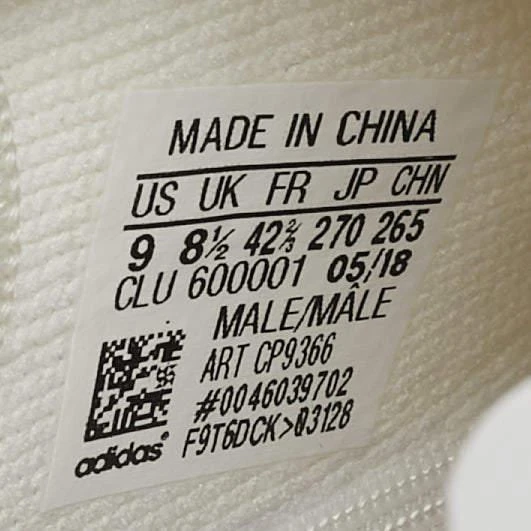 MADE IN CHINA
US UK FR JP CHN
9 8½ 42⅔ 270 265
CLU 600001 05/18
MALE/MÂLE
ART CP9366
#0046039702
F9T6DCK>03128
adidas®